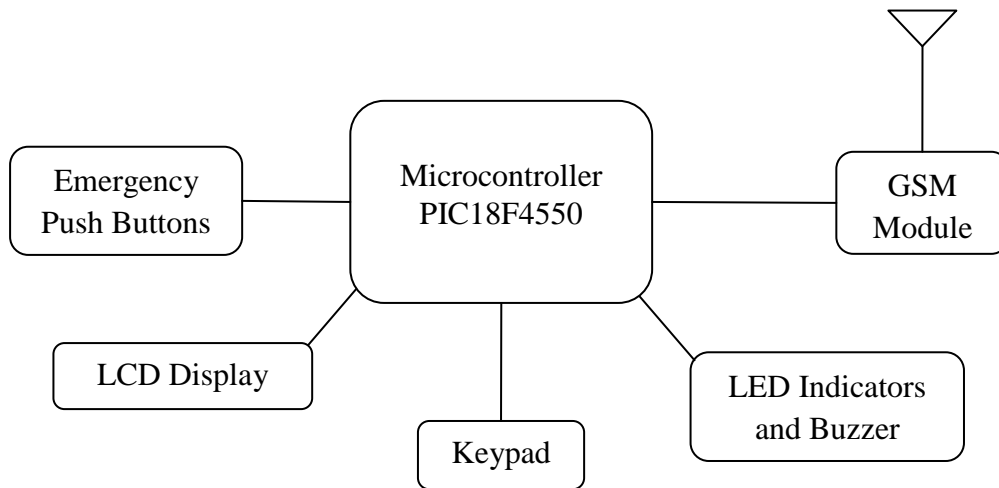 Microcontroller
PIC18F4550
Emergency
Push Buttons
GSM
Module
LCD Display
LED Indicators
and Buzzer
Keypad